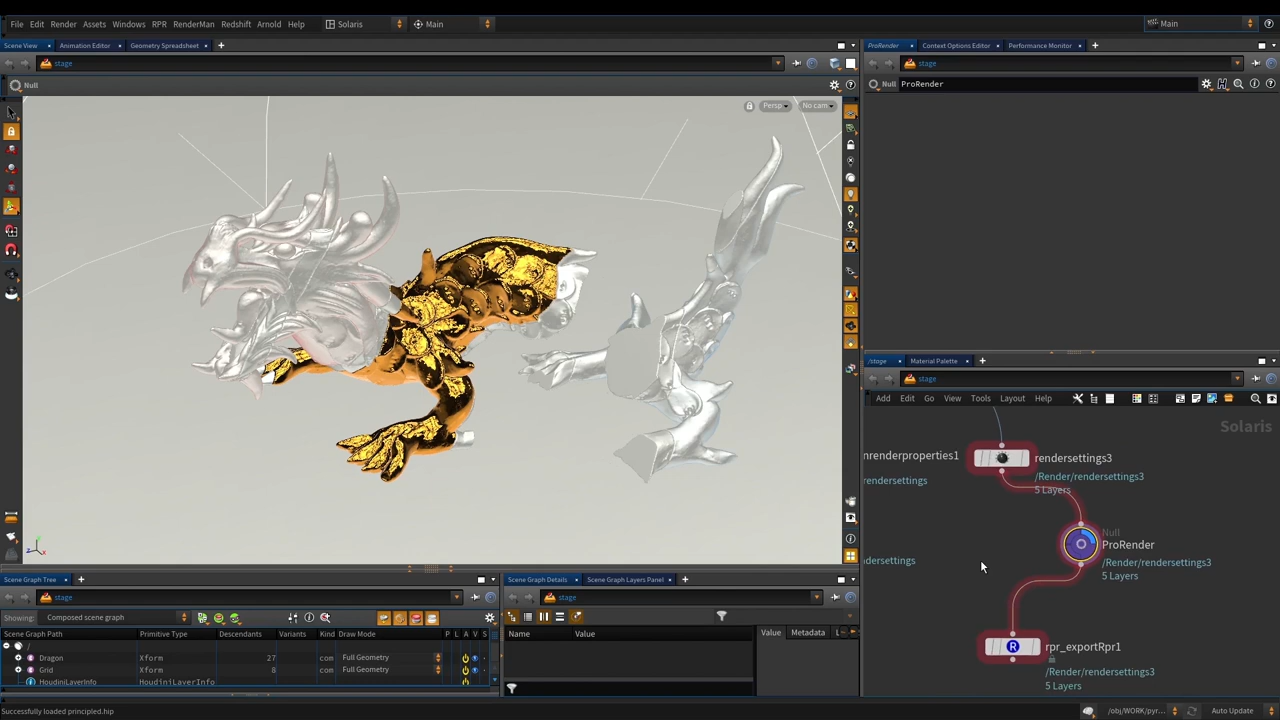 File Edit Render Assets Windows RPR RenderMan Redshift Arnold Help Solaris Main Main
Scene View Animation Editor Geometry Spreadsheet
stage
Null
Persp No cam
ProRender Context Options Editor Performance Monitor
stage
Null ProRender
/stage Material Palette
stage
Add Edit Go View Tools Layout Help
Solaris
nrenderproperties1
rendersettings
rendersettings3
/Render/rendersettings3
5 Layers
Null
ProRender
/Render/rendersettings3
5 Layers
dersettings
rpr_exportRpr1
/Render/rendersettings3
5 Layers
Scene Graph Tree
stage
Showing: Composed scene graph
Scene Graph Path Primitive Type Descendants Variants Kind Draw Mode P L A V S
/
Dragon Xform 27 com Full Geometry
Grid Xform 8 com Full Geometry
HoudiniLayerInfo HoudiniLayerInfo
Scene Graph Details Scene Graph Layers Panel
stage
Name Value Value Metadata L
Successfully loaded principled.hip
/obj/WORK/pyr... Auto Update